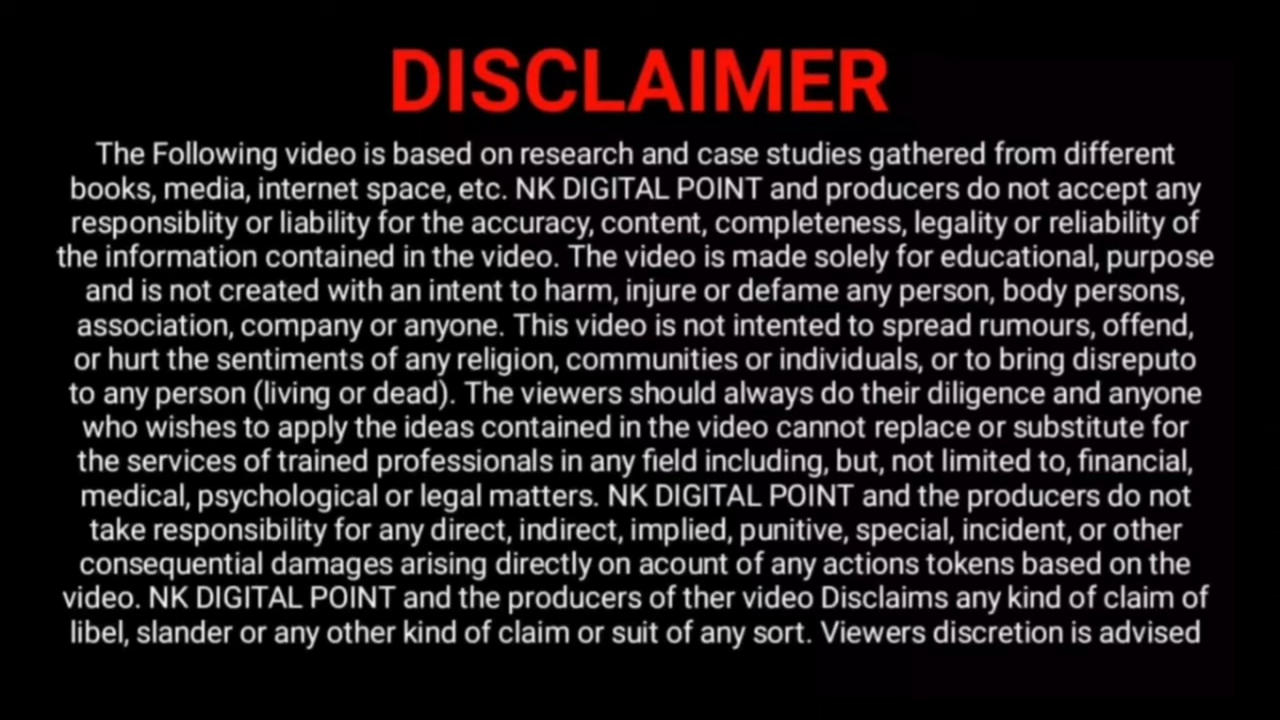 DISCLAIMER
The Following video is based on research and case studies gathered from different
books, media, internet space, etc. NK DIGITAL POINT and producers do not accept any
responsiblity or liability for the accuracy, content, completeness, legality or reliability of
the information contained in the video. The video is made solely for educational, purpose
and is not created with an intent to harm, injure or defame any person, body persons,
association, company or anyone. This video is not intented to spread rumours, offend,
or hurt the sentiments of any religion, communities or individuals, or to bring disreputo
to any person (living or dead). The viewers should always do their diligence and anyone
who wishes to apply the ideas contained in the video cannot replace or substitute for
the services of trained professionals in any field including, but, not limited to, financial,
medical, psychological or legal matters. NK DIGITAL POINT and the producers do not
take responsibility for any direct, indirect, implied, punitive, special, incident, or other
consequential damages arising directly on acount of any actions tokens based on the
video. NK DIGITAL POINT and the producers of ther video Disclaims any kind of claim of
libel, slander or any other kind of claim or suit of any sort. Viewers discretion is advised